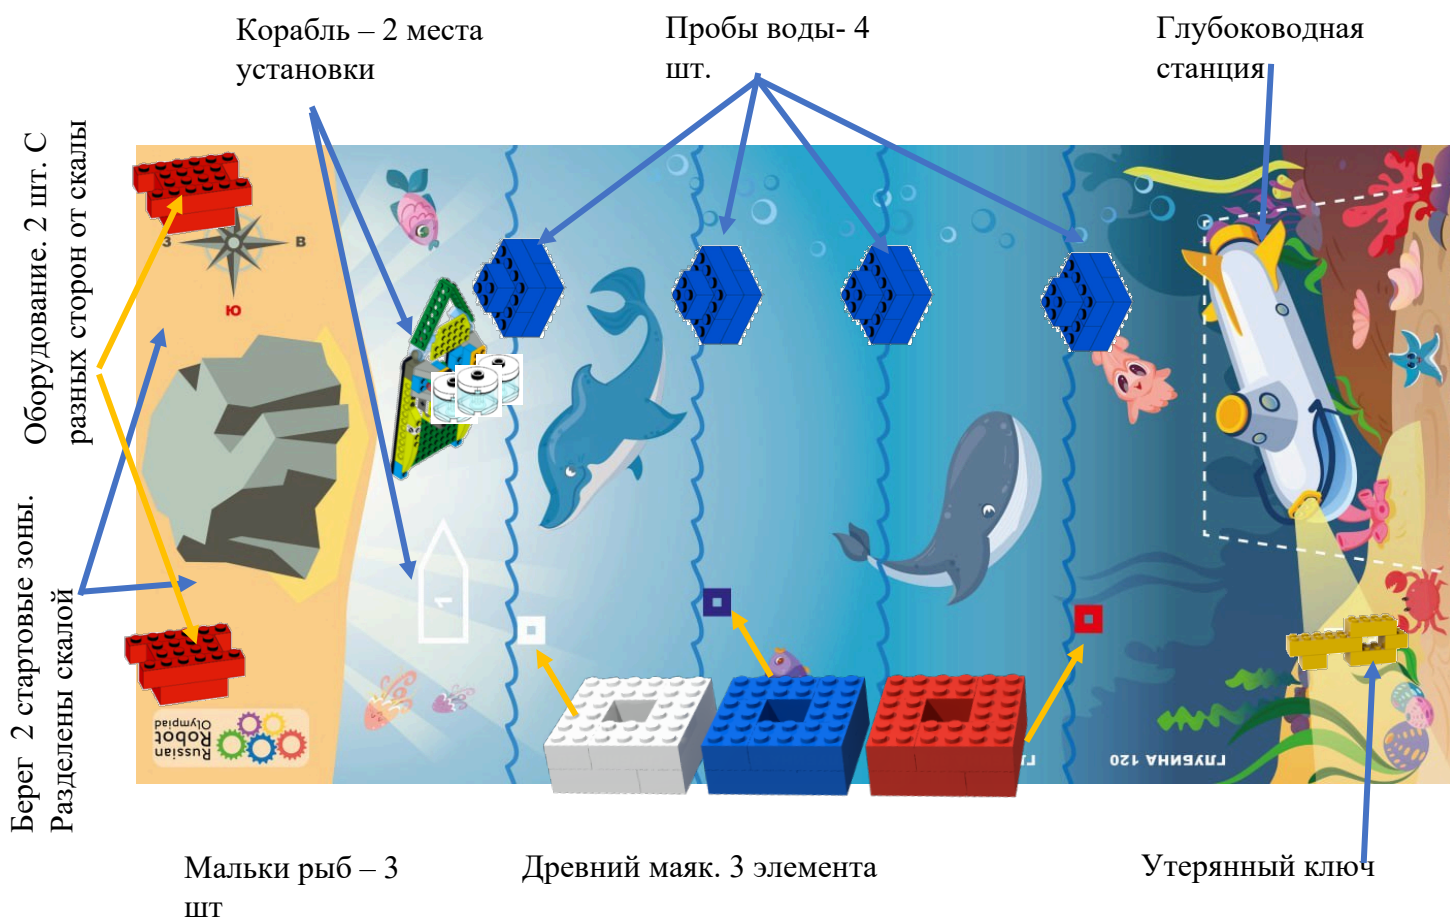 Корабль – 2 места
установки
Пробы воды- 4
шт.
Глубоководная
станция
Оборудование. 2 шт. С
разных сторон от скалы
Берег  2 стартовые зоны.
Разделены скалой
З
В
Ю
1
Russian
Robot
Olympiad
ГЛ
ГЛУБИНА 120
Мальки рыб – 3
шт
Древний маяк. 3 элемента
Утерянный ключ